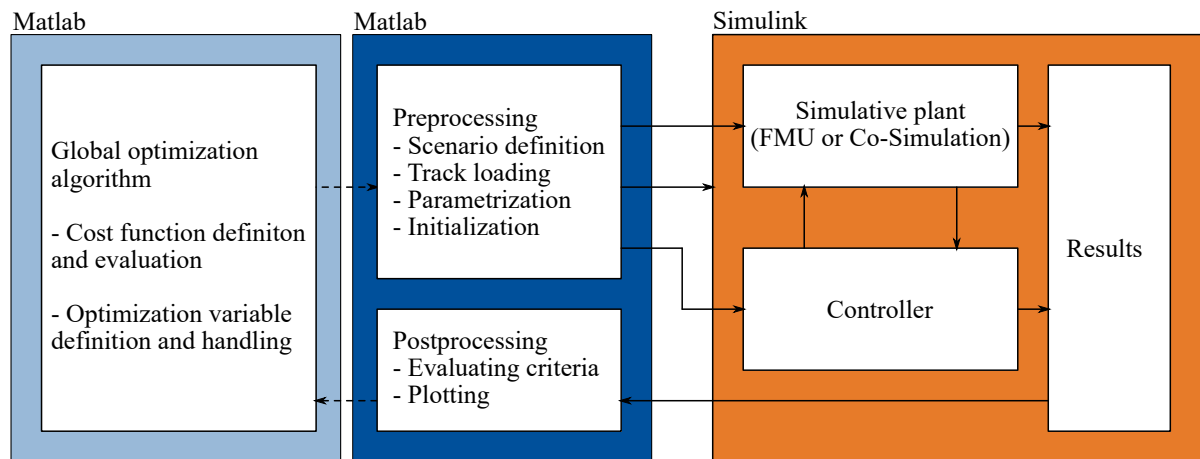 Matlab
Global optimization
algorithm
- Cost function definiton
and evaluation
- Optimization variable
definition and handling
Matlab
Preprocessing
- Scenario definition
- Track loading
- Parametrization
- Initialization
Postprocessing
- Evaluating criteria
- Plotting
Simulink
Simulative plant
(FMU or Co-Simulation)
Controller
Results